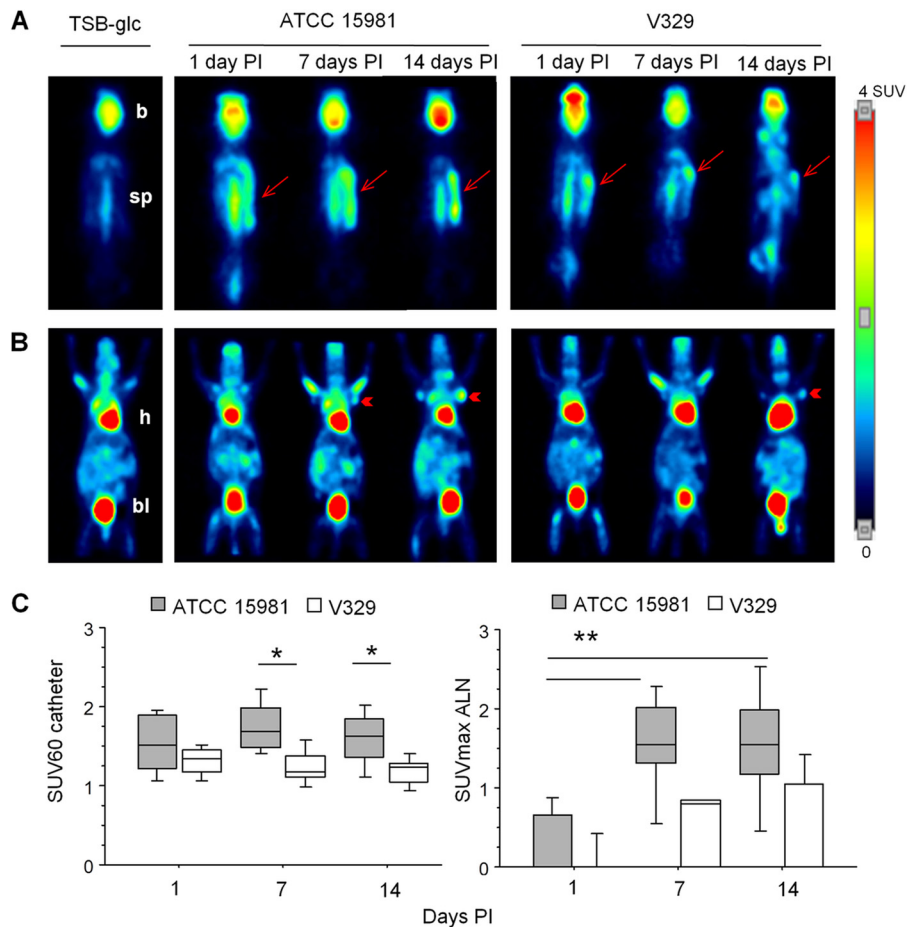 A TSB-glc ATCC 15981 V329
1 day PI 7 days PI 14 days PI 1 day PI 7 days PI 14 days PI
4 SUV
b
sp
B
h
bl
0
C ATCC 15981 V329 ATCC 15981 V329
SUV60 catheter
3
2
1
0
* *
1 7 14
SUVmax ALN
3
2
1
0
**
1 7 14
Days PI